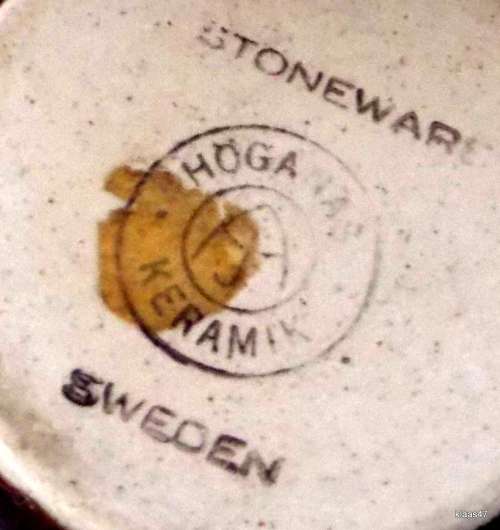 STONEWARE
HÖGANÄS
KERAMIK
SWEDEN
klaas47